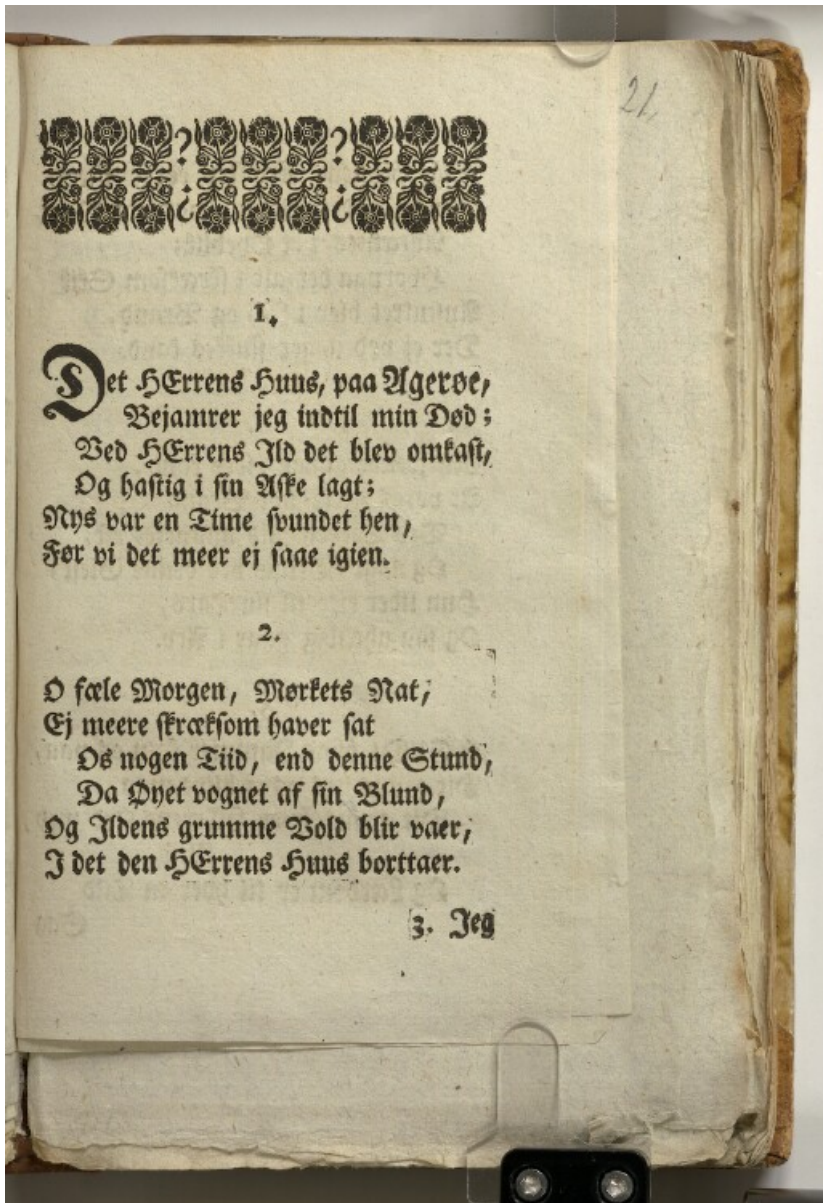 21,
? ?
¿ ¿
1.
Det HErrens Huus, paa Agerøe,
Bejamrer jeg indtil min Død;
Ved HErrens Ild det blev omkast,
Og hastig i sin Aske lagt;
Nys var en Time svundet hen,
Før vi det meer ej saae igien.
2.
O fæle Morgen, Mørkets Nat,
Ej meere skræksom haver sat
Os nogen Tiid, end denne Stund,
Da Øyet vognet af sin Blund,
Og Ildens grumme Vold blir vaer,
I det den HErrens Huus borttaer.
3. Jeg